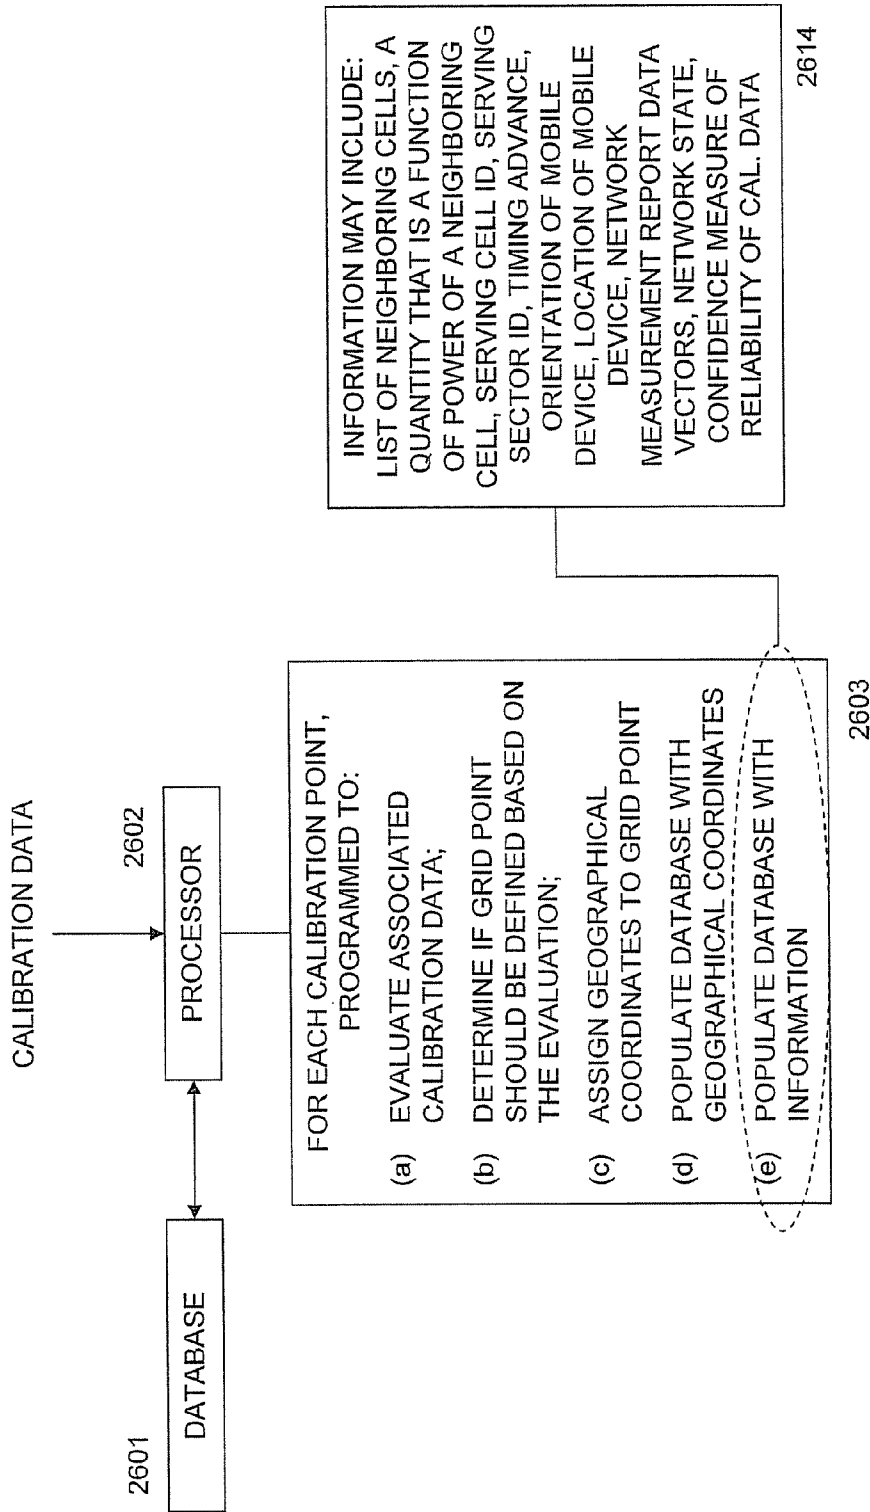 CALIBRATION DATA
2601
DATABASE
2602
PROCESSOR
FOR EACH CALIBRATION POINT,
PROGRAMMED TO:
(a) EVALUATE ASSOCIATED
CALIBRATION DATA;
(b) DETERMINE IF GRID POINT
SHOULD BE DEFINED BASED ON
THE EVALUATION;
(c) ASSIGN GEOGRAPHICAL
COORDINATES TO GRID POINT
(d) POPULATE DATABASE WITH
GEOGRAPHICAL COORDINATES
(e) POPULATE DATABASE WITH
INFORMATION
2603
INFORMATION MAY INCLUDE:
LIST OF NEIGHBORING CELLS, A
QUANTITY THAT IS A FUNCTION
OF POWER OF A NEIGHBORING
CELL, SERVING CELL ID, SERVING
SECTOR ID, TIMING ADVANCE,
ORIENTATION OF MOBILE
DEVICE, LOCATION OF MOBILE
DEVICE, NETWORK
MEASUREMENT REPORT DATA
VECTORS, NETWORK STATE,
CONFIDENCE MEASURE OF
RELIABILITY OF CAL. DATA
2614